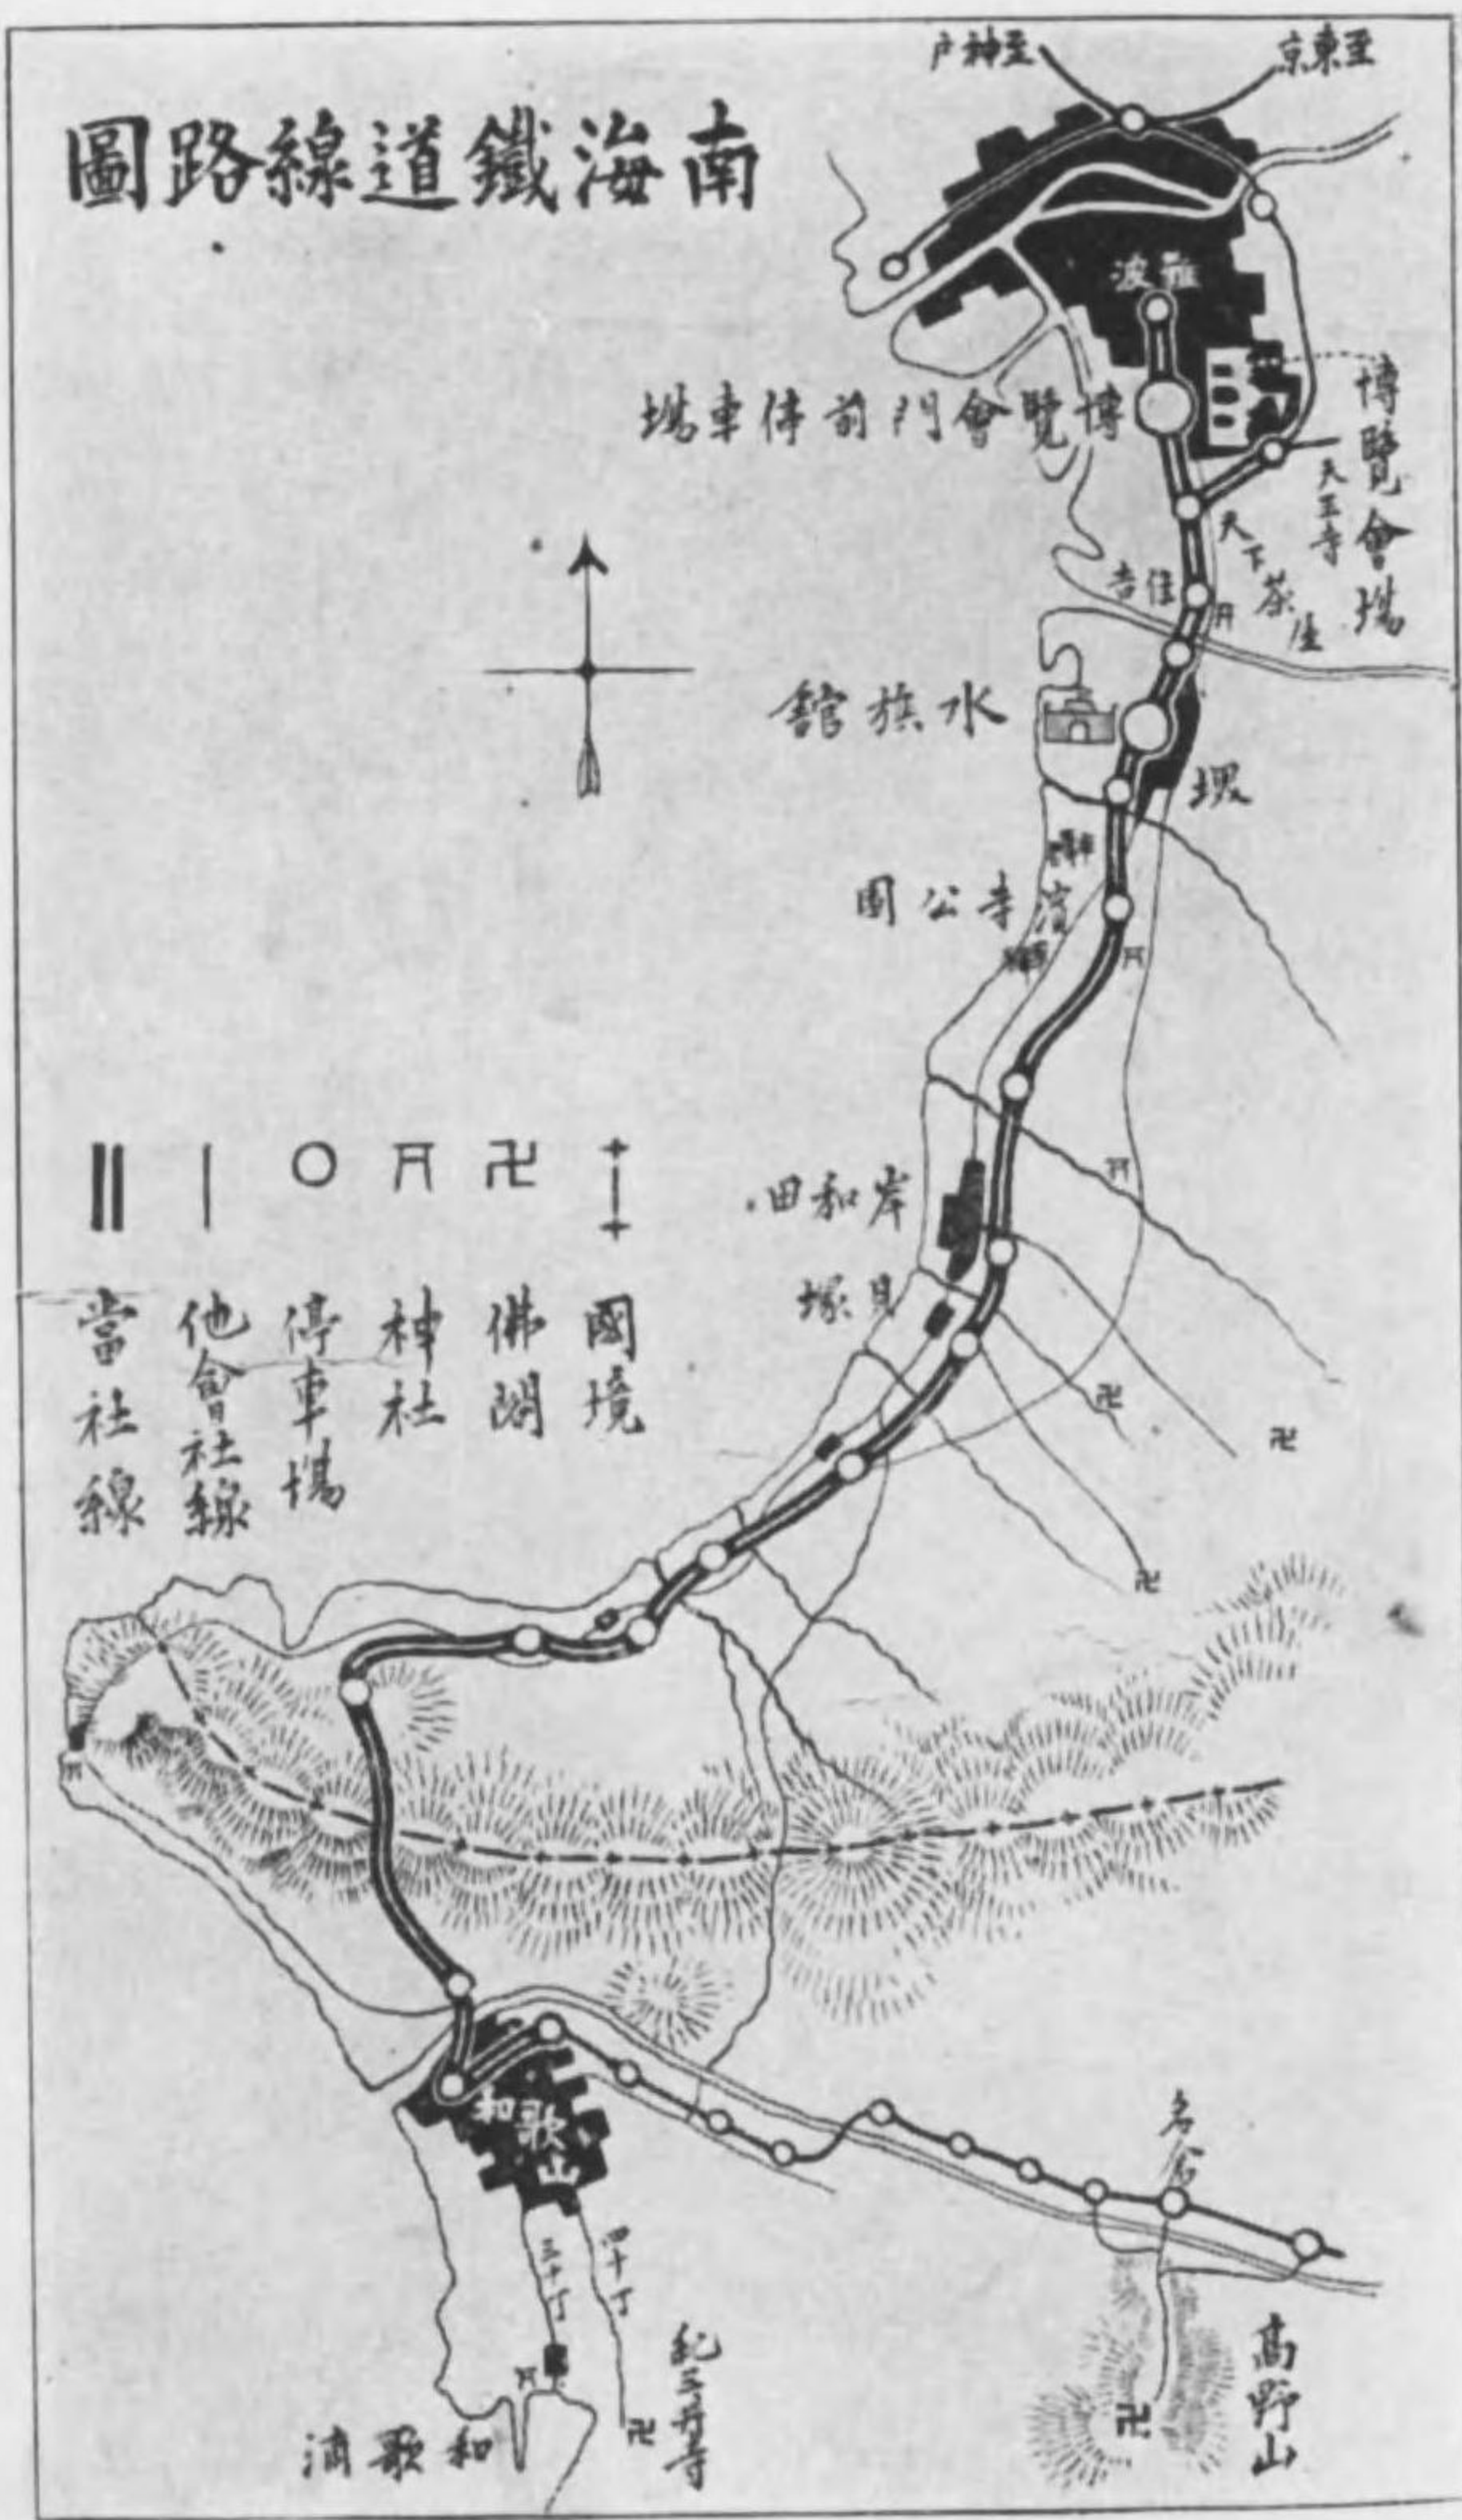 南海鐵道線路圖
至神戸
至東京
難波
博覽會門前停車場
博覽會場
天王寺
天下茶屋
住吉
水族舘
堺
濱寺公園
岸和田
貝塚
國境
佛閣
神社
停車場
他會社線
當社線
和歌山
名倉
三十丁
四十丁
紀三井寺
和歌浦
高野山